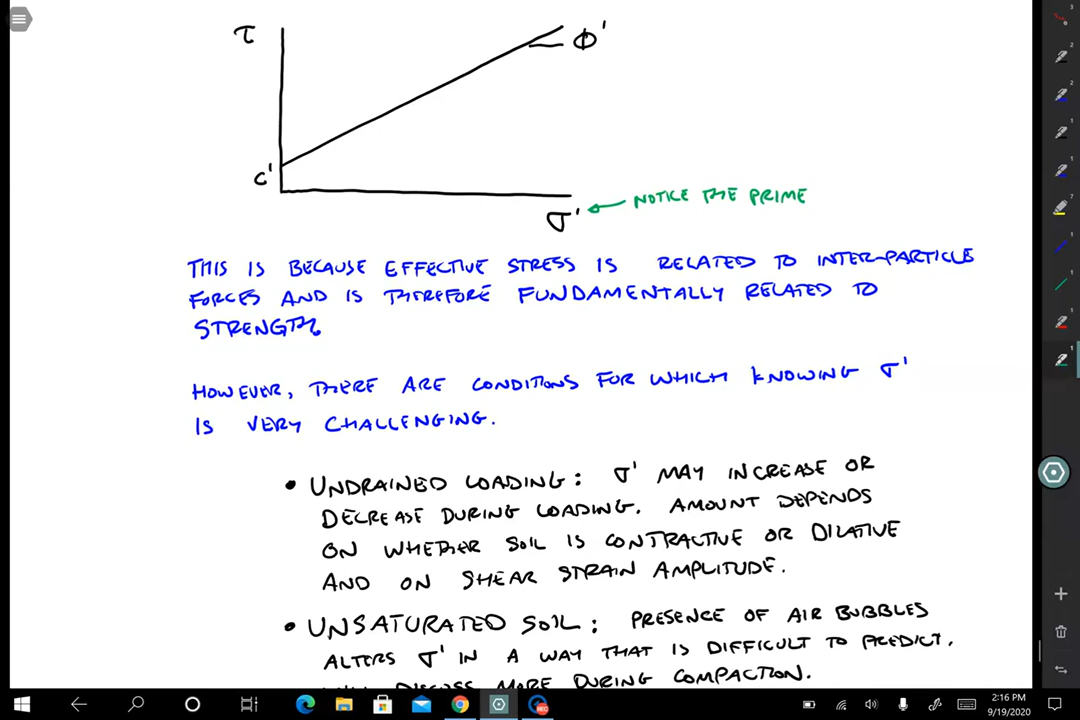 τ
Φ'
c'
σ'
NOTICE THE PRIME
THIS IS BECAUSE EFFECTIVE STRESS IS RELATED TO INTER-PARTICLE
FORCES AND IS THEREFORE FUNDAMENTALLY RELATED TO
STRENGTH.
HOWEVER, THERE ARE CONDITIONS FOR WHICH KNOWING σ'
IS VERY CHALLENGING.
• UNDRAINED LOADING: σ' MAY INCREASE OR
DECREASE DURING LOADING. AMOUNT DEPENDS
ON WHETHER SOIL IS CONTRACTIVE OR DILATIVE
AND ON SHEAR STRAIN AMPLITUDE.
• UNSATURATED SOIL: PRESENCE OF AIR BUBBLES
ALTERS σ' IN A WAY THAT IS DIFFICULT TO PREDICT.
DISCUSS MORE DURING COMPACTION.
2:16 PM
9/19/2020